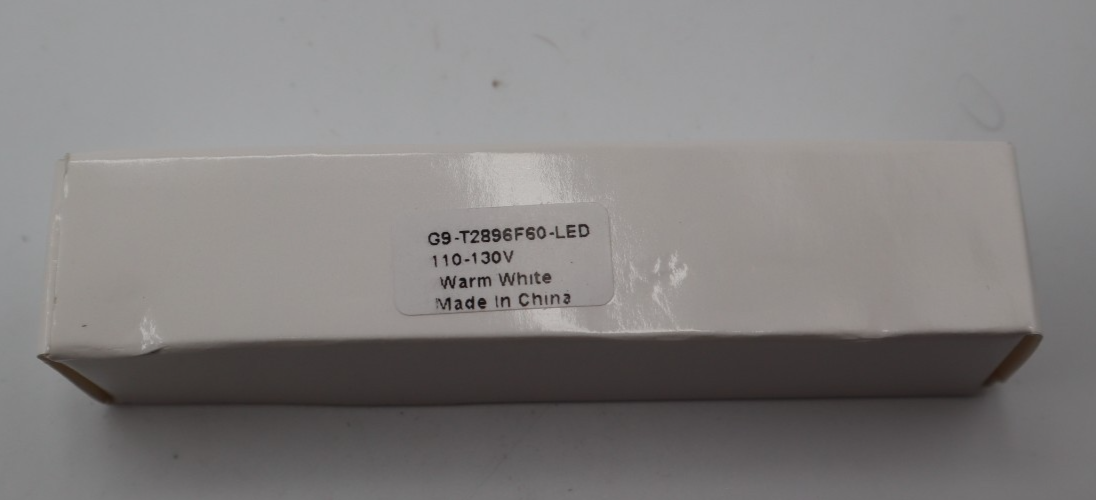 G9-T2896F60-LED
110-130V
Warm White
Made In China